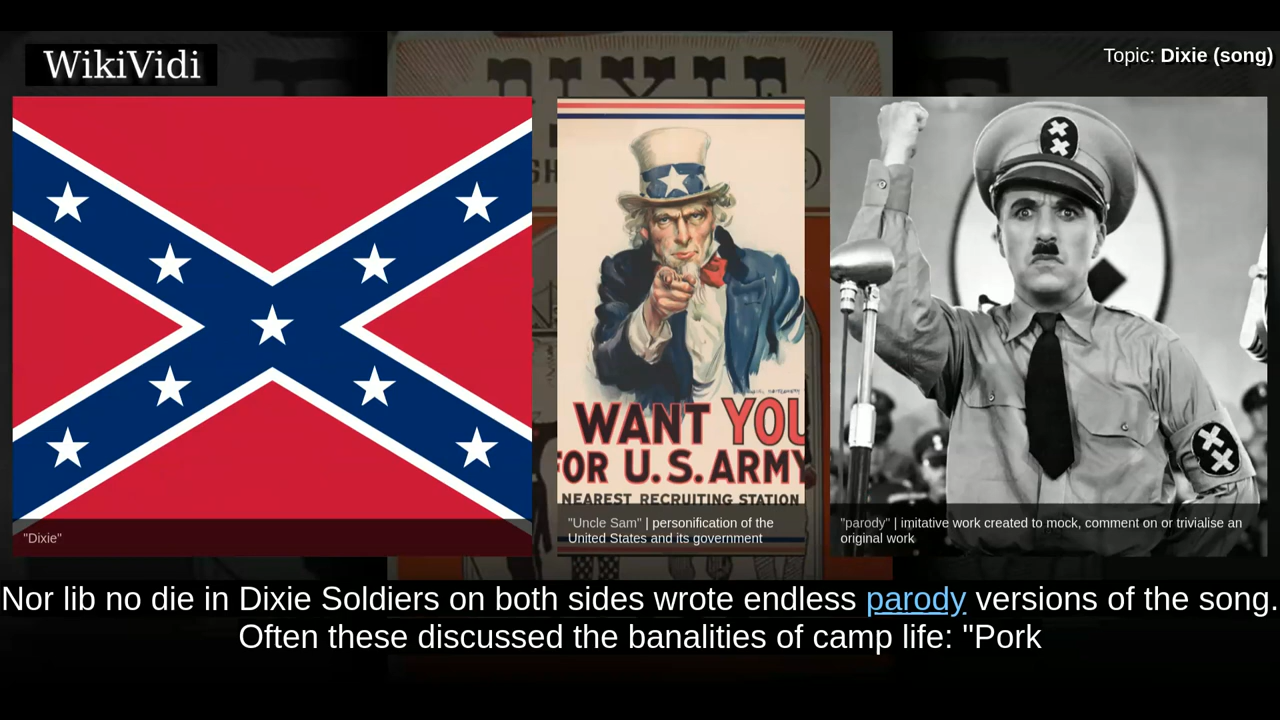 WikiVidi
Topic: Dixie (song)
WANT YOU
FOR U.S. ARMY
NEAREST RECRUITING STATION
"Dixie"
"Uncle Sam" | personification of the
United States and its government
"parody" | imitative work created to mock, comment on or trivialise an
original work
Nor lib no die in Dixie Soldiers on both sides wrote endless parody versions of the song.
Often these discussed the banalities of camp life: "Pork